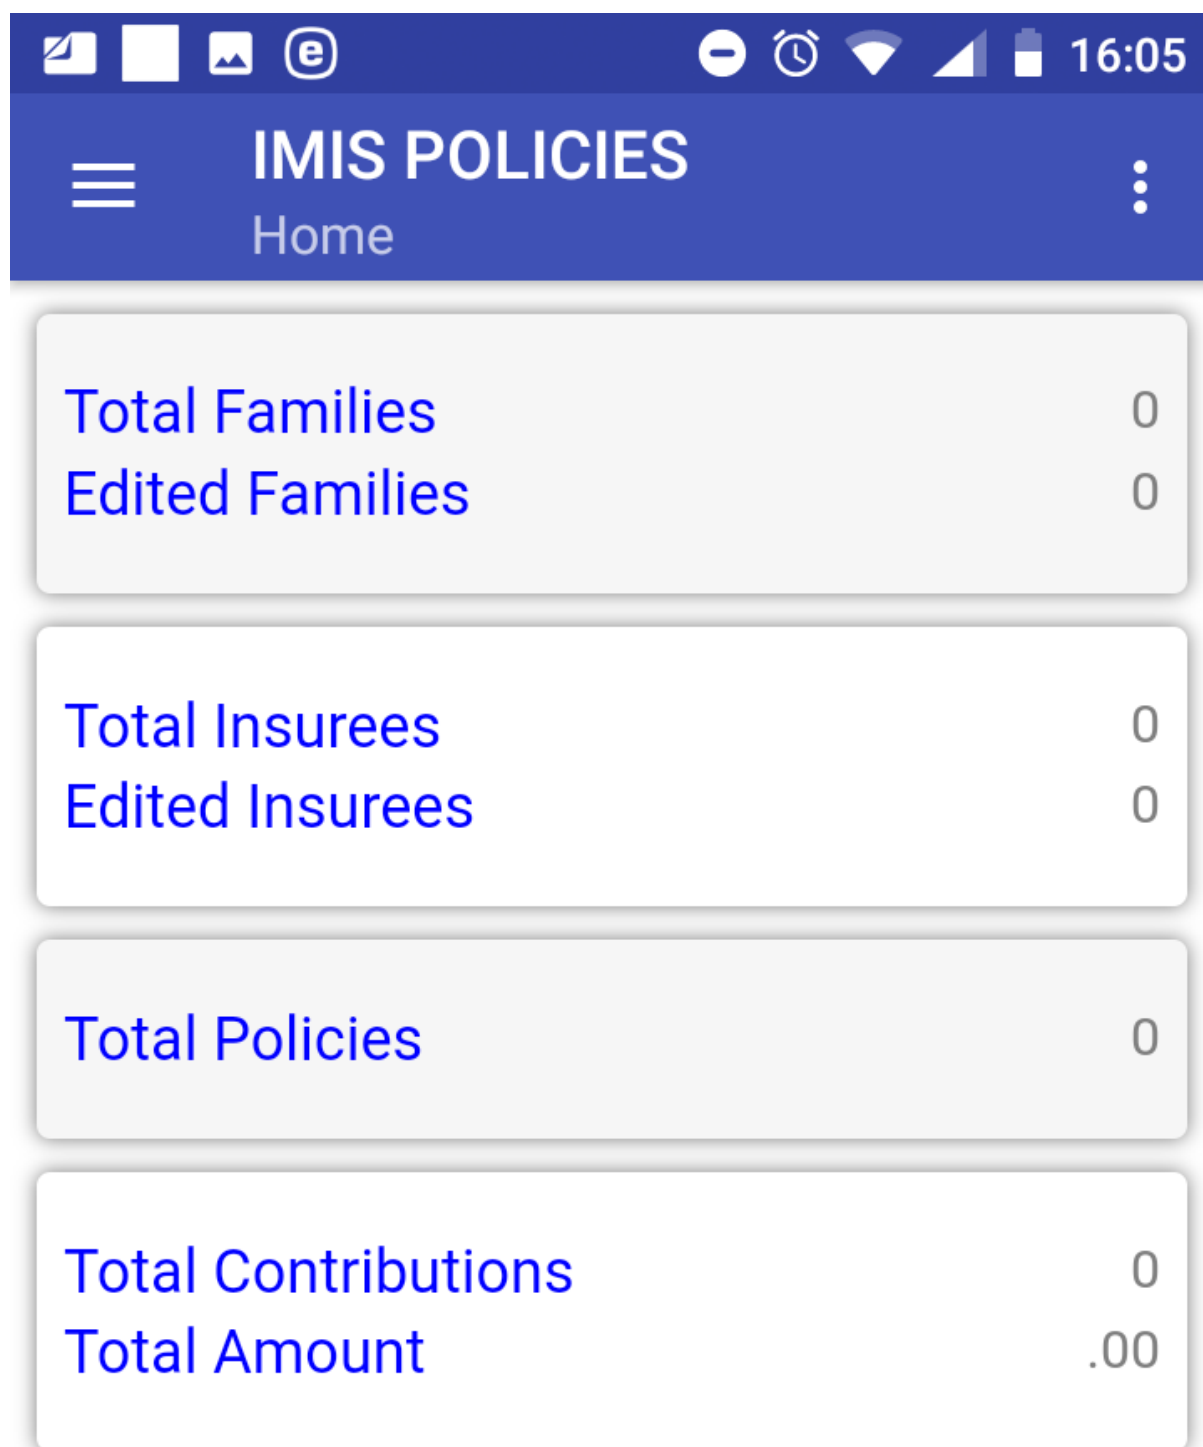 16:05
IMIS POLICIES
Home
Total Families 0
Edited Families 0
Total Insurees 0
Edited Insurees 0
Total Policies 0
Total Contributions 0
Total Amount .00